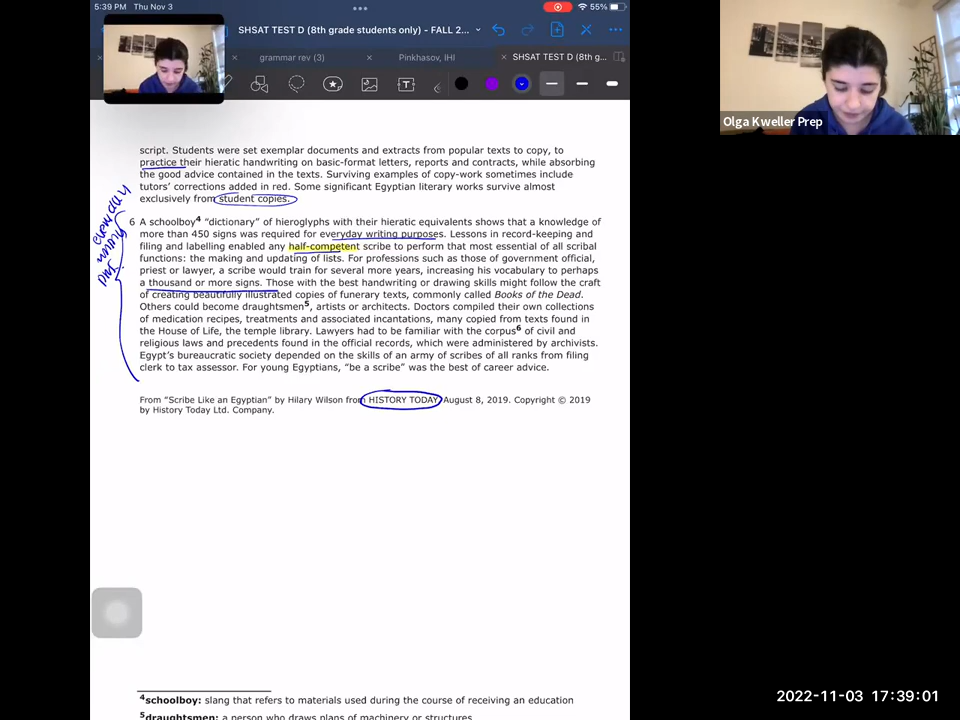 5:39 PM Thu Nov 3
55%
SHSAT TEST D (8th grade students only) - FALL 2...
grammar rev (3)
Pinkhasov, IHI
SHSAT TEST D (8th g...
Olga Kweller Prep
script. Students were set exemplar documents and extracts from popular texts to copy, to
practice their hieratic handwriting on basic-format letters, reports and contracts, while absorbing
the good advice contained in the texts. Surviving examples of copy-work sometimes include
tutors' corrections added in red. Some significant Egyptian literary works survive almost
exclusively from student copies.
6 A schoolboy4 "dictionary" of hieroglyphs with their hieratic equivalents shows that a knowledge of
more than 450 signs was required for everyday writing purposes. Lessons in record-keeping and
filing and labelling enabled any half-competent scribe to perform that most essential of all scribal
functions: the making and updating of lists. For professions such as those of government official,
priest or lawyer, a scribe would train for several more years, increasing his vocabulary to perhaps
a thousand or more signs. Those with the best handwriting or drawing skills might follow the craft
of creating beautifully illustrated copies of funerary texts, commonly called Books of the Dead.
Others could become draughtsmen5, artists or architects. Doctors compiled their own collections
of medication recipes, treatments and associated incantations, many copied from texts found in
the House of Life, the temple library. Lawyers had to be familiar with the corpus6 of civil and
religious laws and precedents found in the official records, which were administered by archivists.
Egypt's bureaucratic society depended on the skills of an army of scribes of all ranks from filing
clerk to tax assessor. For young Egyptians, "be a scribe" was the best of career advice.
From "Scribe Like an Egyptian" by Hilary Wilson from HISTORY TODAY August 8, 2019. Copyright © 2019
by History Today Ltd. Company.
4schoolboy: slang that refers to materials used during the course of receiving an education
5draughtsmen: a person who draws plans of machinery or structures
2022-11-03 17:39:01